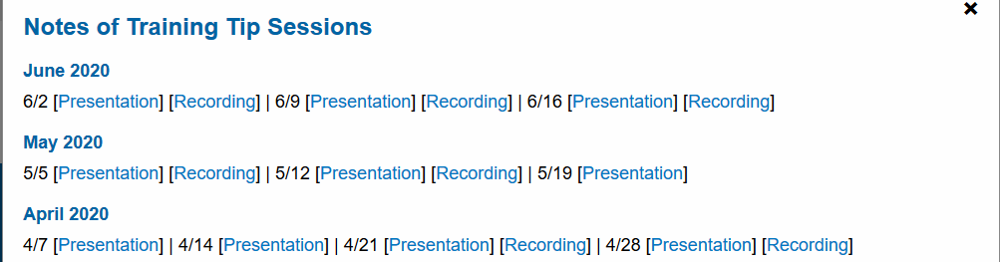 Notes of Training Tip Sessions
June 2020
6/2 [Presentation] [Recording] | 6/9 [Presentation] [Recording] | 6/16 [Presentation] [Recording]
May 2020
5/5 [Presentation] [Recording] | 5/12 [Presentation] [Recording] | 5/19 [Presentation]
April 2020
4/7 [Presentation] | 4/14 [Presentation] | 4/21 [Presentation] [Recording] | 4/28 [Presentation] [Recording]